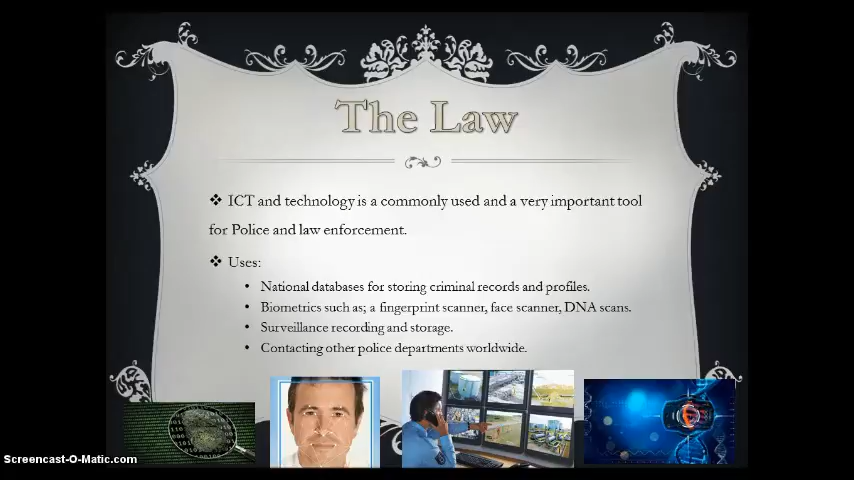 The Law
❖ ICT and technology is a commonly used and a very important tool
for Police and law enforcement.
❖ Uses:
• National databases for storing criminal records and profiles.
• Biometrics such as; a fingerprint scanner, face scanner, DNA scans.
• Surveillance recording and storage.
• Contacting other police departments worldwide.
Screencast-O-Matic.com